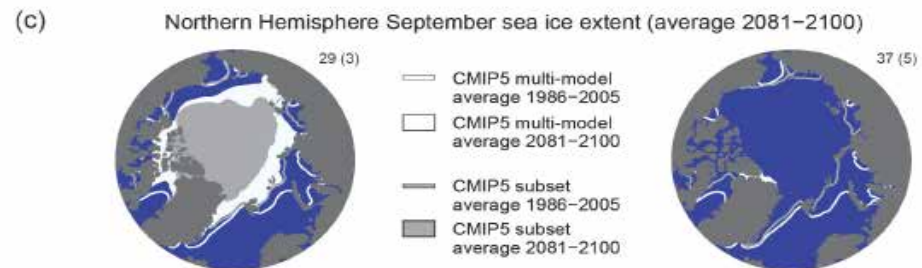 (c) Northern Hemisphere September sea ice extent (average 2081−2100)
29 (3)
CMIP5 multi-model
average 1986−2005
CMIP5 multi-model
average 2081−2100
CMIP5 subset
average 1986−2005
CMIP5 subset
average 2081−2100
37 (5)